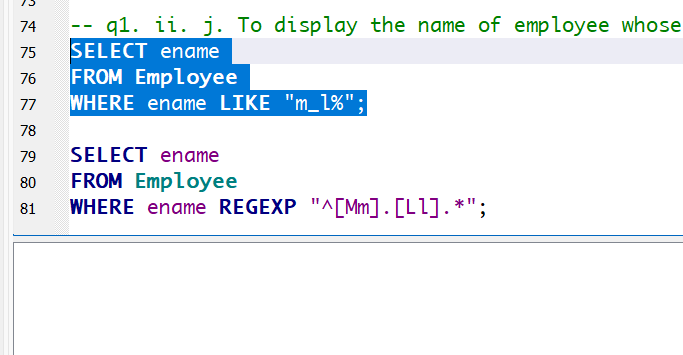 73
74 -- q1. ii. j. To display the name of employee whose
75 SELECT ename
76 FROM Employee
77 WHERE ename LIKE "m_l%";
78
79 SELECT ename
80 FROM Employee
81 WHERE ename REGEXP "^[Mm].[Ll].*";